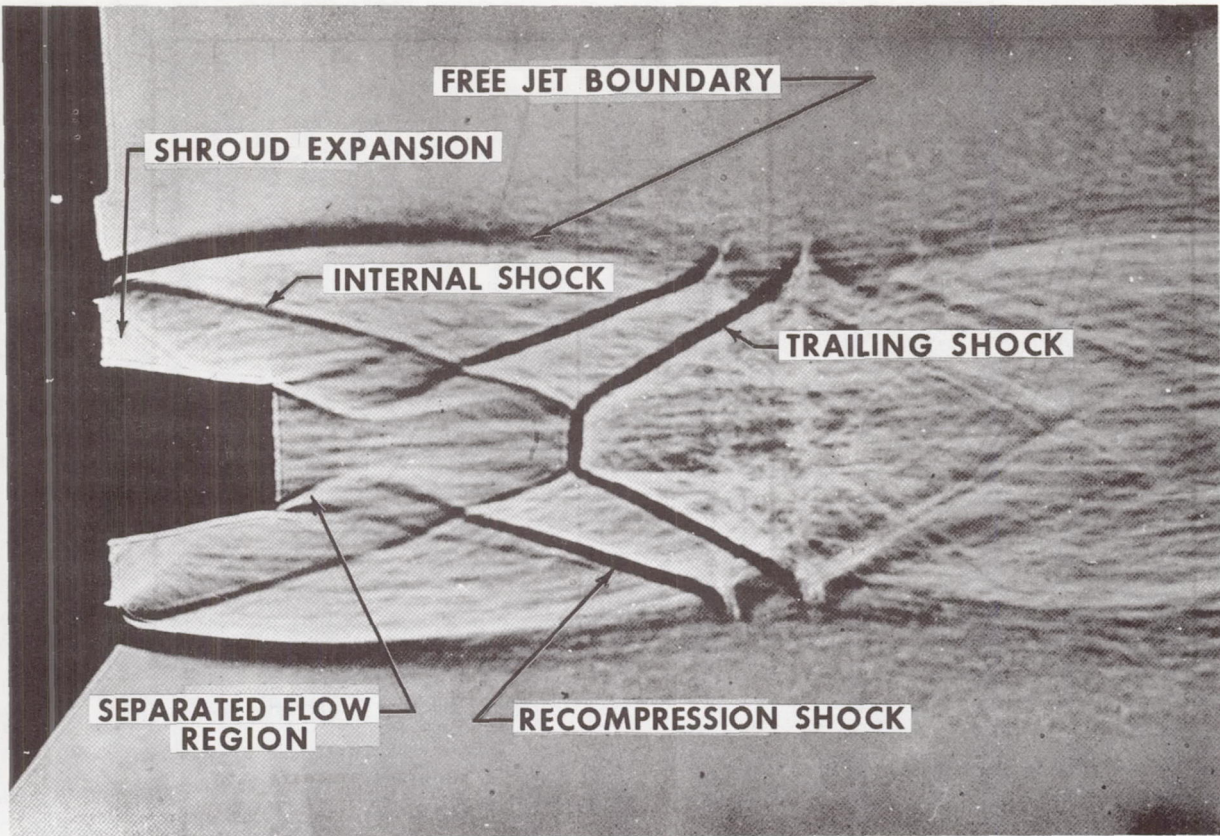 FREE JET BOUNDARY
SHROUD EXPANSION
INTERNAL SHOCK
TRAILING SHOCK
SEPARATED FLOW
REGION
RECOMPRESSION SHOCK